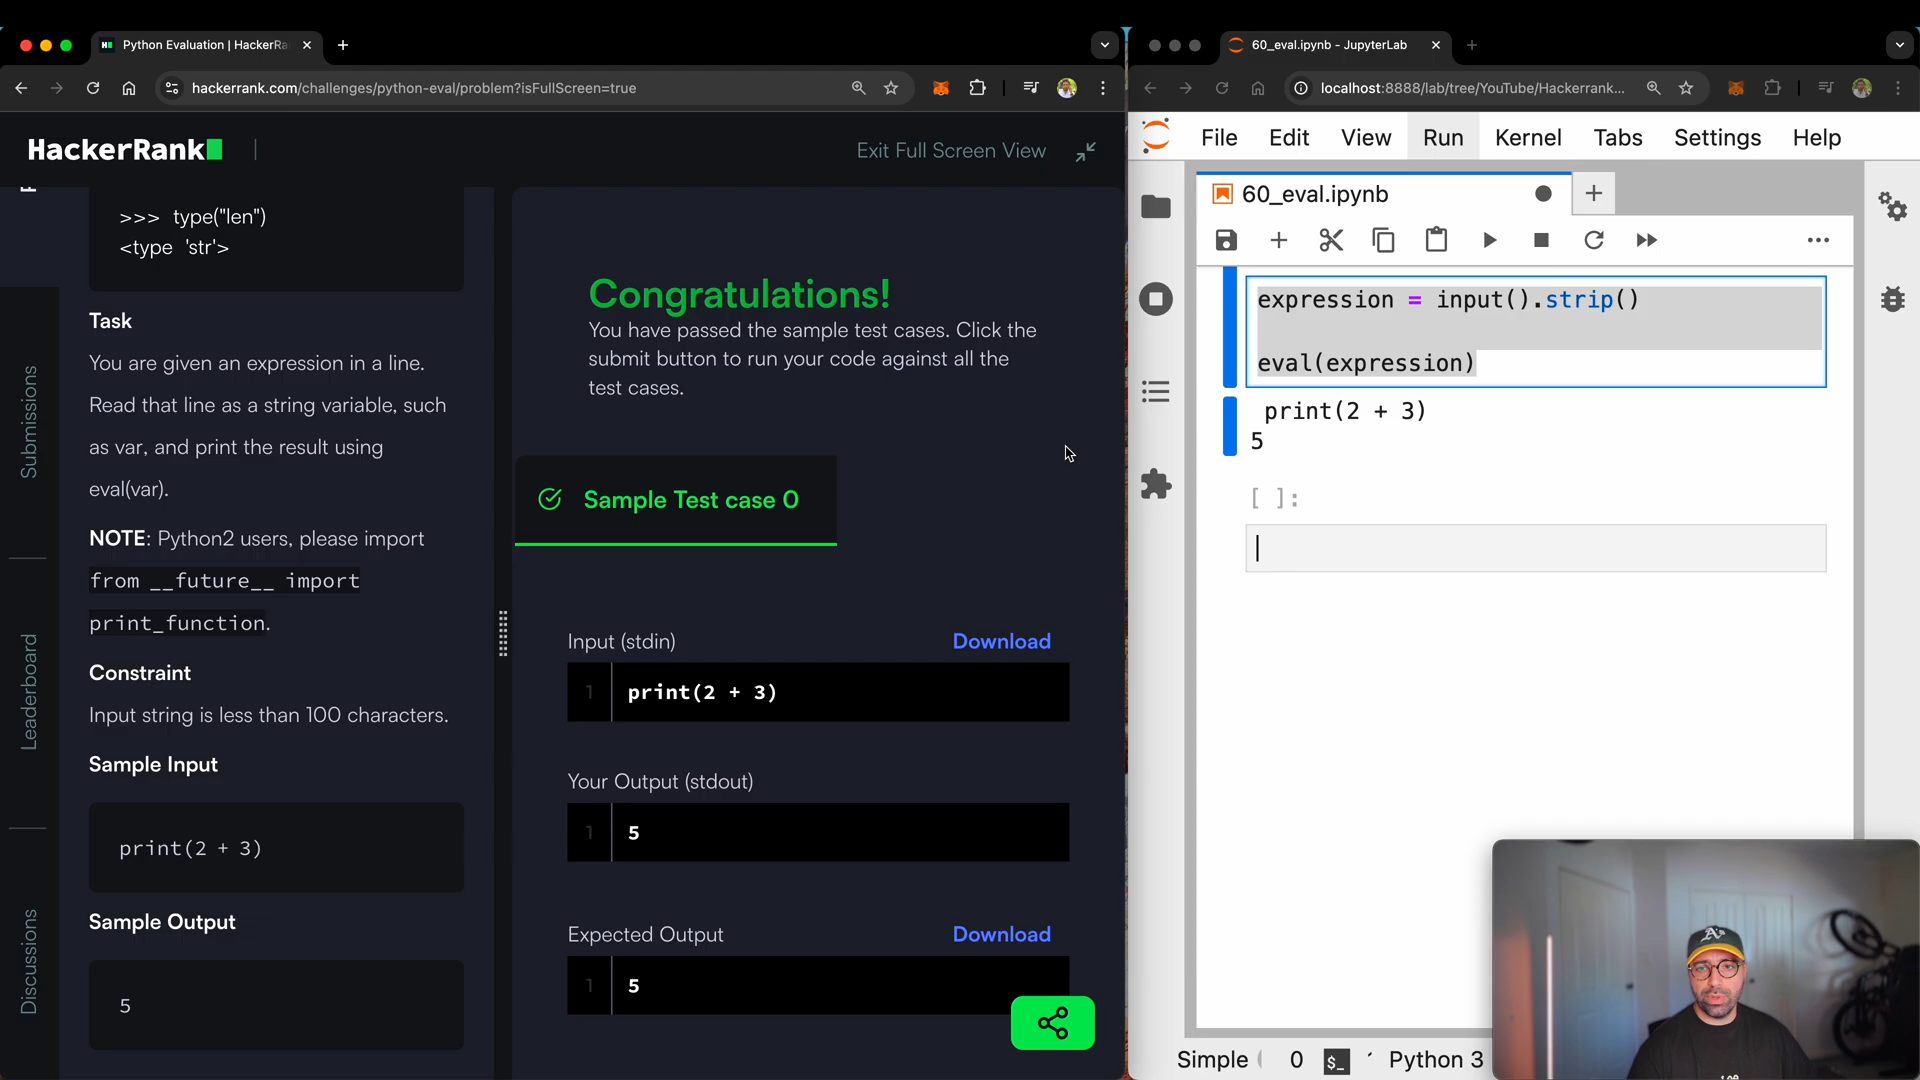 Python Evaluation | HackerRa
hackerrank.com/challenges/python-eval/problem?isFullScreen=true
HackerRank
Exit Full Screen View
>>> type("len")
<type 'str'>
Task
You are given an expression in a line.
Read that line as a string variable, such
as var, and print the result using
eval(var).
NOTE: Python2 users, please import
from __future__ import
print_function.
Constraint
Input string is less than 100 characters.
Sample Input
print(2 + 3)
Sample Output
5
Submissions
Leaderboard
Discussions
Congratulations!
You have passed the sample test cases. Click the
submit button to run your code against all the
test cases.
Sample Test case 0
Input (stdin)
Download
1 print(2 + 3)
Your Output (stdout)
1 5
Expected Output
Download
1 5
60_eval.ipynb - JupyterLab
localhost:8888/lab/tree/YouTube/Hackerrank...
File Edit View Run Kernel Tabs Settings Help
60_eval.ipynb
expression = input().strip()
eval(expression)
print(2 + 3)
5
[ ]:
Simple 0 $_ Python 3
A's